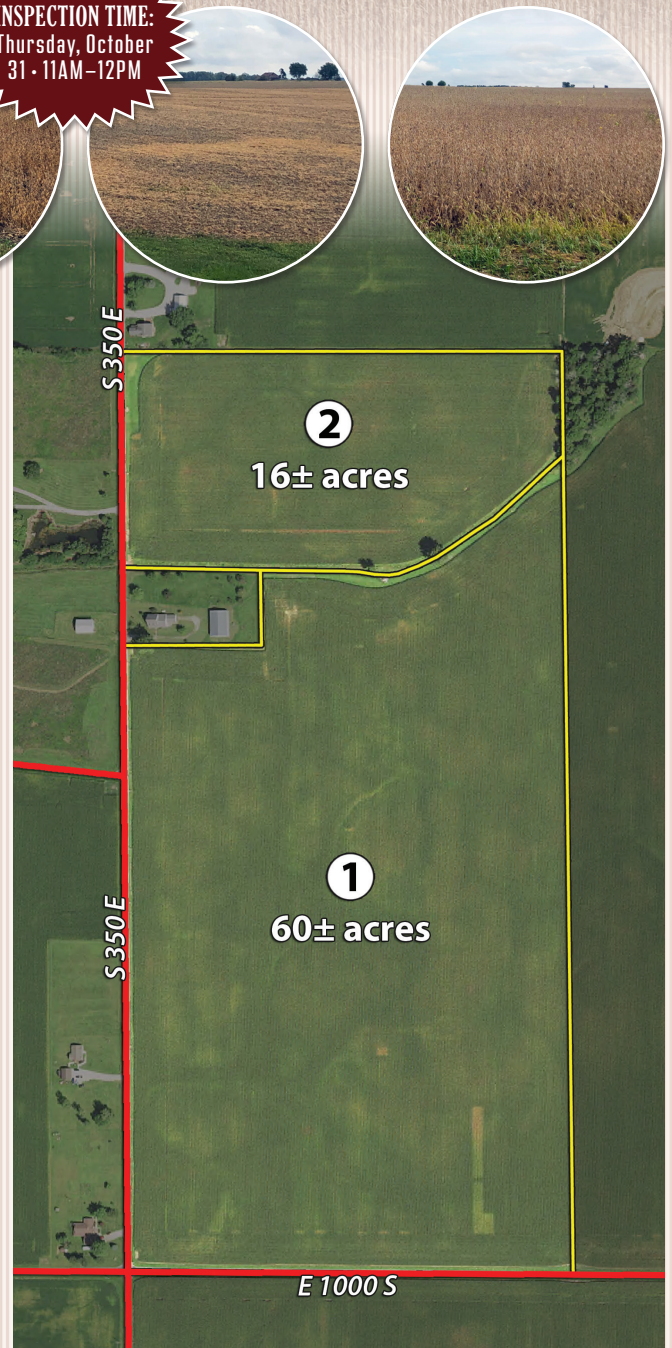 INSPECTION TIME:
Thursday, October
31 • 11AM–12PM
S 350 E
2
16± acres
1
60± acres
S 350 E
E 1000 S